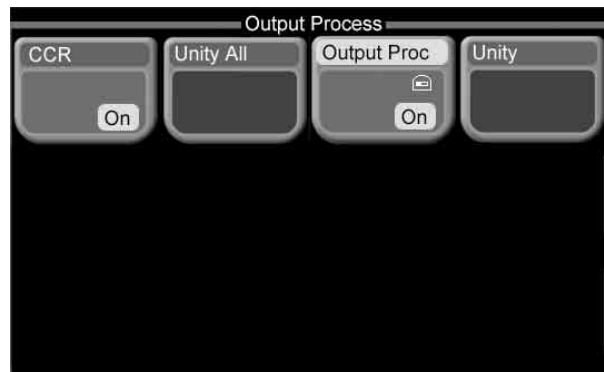 Output Process
CCR
Unity All
Output Proc
Unity
On
On